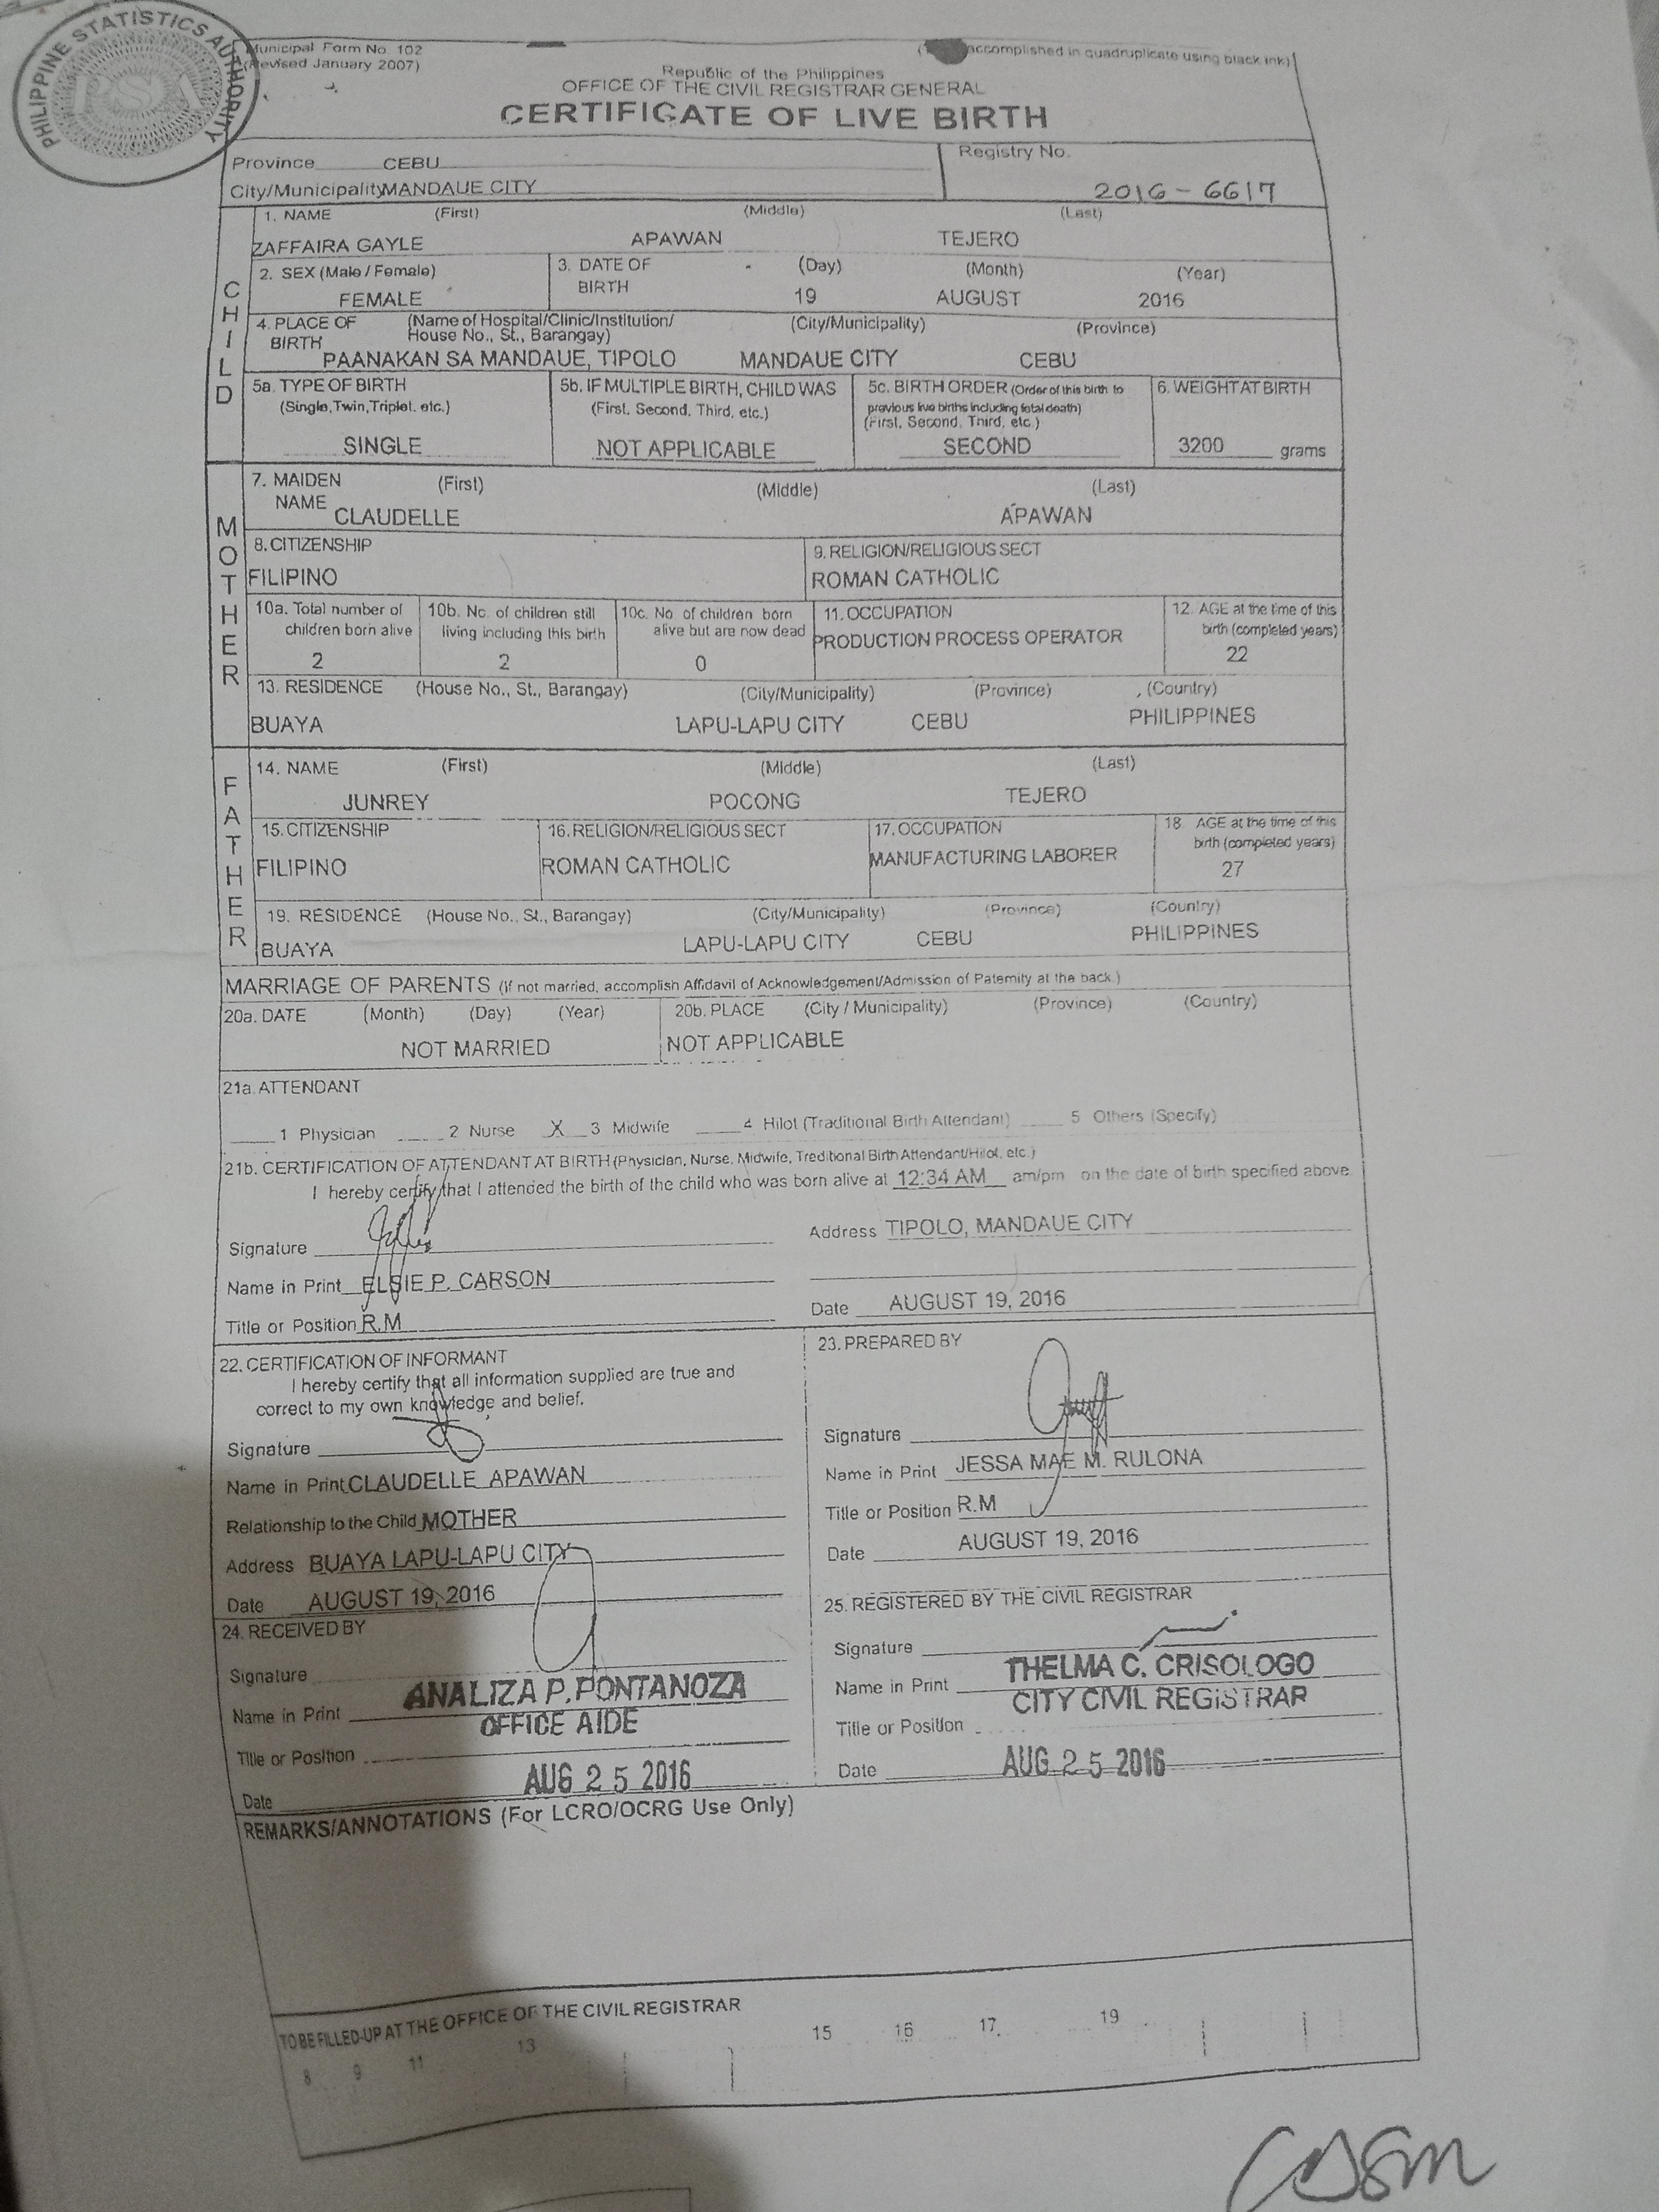 PHILIPPINE STATISTICS AUTHORITY
PSA
Municipal Form No. 102
(Revised January 2007)
accomplished in quadruplicate using black ink)
Republic of the Philippines
OFFICE OF THE CIVIL REGISTRAR GENERAL
CERTIFICATE OF LIVE BIRTH
Province CEBU
Registry No.
City/Municipality MANDAUE CITY
2016 - 6617
CHILD
1. NAME (First) (Middle) (Last)
ZAFFAIRA GAYLE APAWAN TEJERO
2. SEX (Male / Female) 3. DATE OF BIRTH (Day) (Month) (Year)
FEMALE 19 AUGUST 2016
4. PLACE OF BIRTH (Name of Hospital/Clinic/Institution/ House No., St., Barangay) (City/Municipality) (Province)
PAANAKAN SA MANDAUE, TIPOLO MANDAUE CITY CEBU
5a. TYPE OF BIRTH (Single, Twin, Triplet. etc.)
SINGLE
5b. IF MULTIPLE BIRTH, CHILD WAS (First, Second, Third, etc.)
NOT APPLICABLE
5c. BIRTH ORDER (Order of this birth to previous live births including fetal death) (First, Second, Third, etc.)
SECOND
6. WEIGHT AT BIRTH
3200 grams
MOTHER
7. MAIDEN NAME (First) (Middle) (Last)
CLAUDELLE APAWAN
8. CITIZENSHIP 9. RELIGION/RELIGIOUS SECT
FILIPINO ROMAN CATHOLIC
10a. Total number of children born alive
2
10b. No. of children still living including this birth
2
10c. No. of children born alive but are now dead
0
11. OCCUPATION
PRODUCTION PROCESS OPERATOR
12. AGE at the time of this birth (completed years)
22
13. RESIDENCE (House No., St., Barangay) (City/Municipality) (Province) (Country)
BUAYA LAPU-LAPU CITY CEBU PHILIPPINES
FATHER
14. NAME (First) (Middle) (Last)
JUNREY POCONG TEJERO
15. CITIZENSHIP
FILIPINO
16. RELIGION/RELIGIOUS SECT
ROMAN CATHOLIC
17. OCCUPATION
MANUFACTURING LABORER
18. AGE at the time of this birth (completed years)
27
19. RESIDENCE (House No., St., Barangay) (City/Municipality) (Province) (Country)
BUAYA LAPU-LAPU CITY CEBU PHILIPPINES
MARRIAGE OF PARENTS (If not married, accomplish Affidavit of Acknowledgement/Admission of Paternity at the back.)
20a. DATE (Month) (Day) (Year) 20b. PLACE (City / Municipality) (Province) (Country)
NOT MARRIED NOT APPLICABLE
21a. ATTENDANT
1 Physician 2 Nurse X 3 Midwife 4 Hilot (Traditional Birth Attendant) 5 Others (Specify)
21b. CERTIFICATION OF ATTENDANT AT BIRTH (Physician, Nurse, Midwife, Treditional Birth Attendant/Hilot, etc.)
I hereby certify that I attended the birth of the child who was born alive at 12:34 AM am/pm on the date of birth specified above.
Signature
Address TIPOLO, MANDAUE CITY
Name in Print ELSIE P. CARSON
Title or Position R.M
Date AUGUST 19, 2016
22. CERTIFICATION OF INFORMANT
I hereby certify that all information supplied are true and
correct to my own knowledge and belief.
Signature
Name in Print CLAUDELLE APAWAN
Relationship to the Child MOTHER
Address BUAYA LAPU-LAPU CITY
Date AUGUST 19, 2016
23. PREPARED BY
Signature
Name in Print JESSA MAE M. RULONA
Title or Position R.M
Date AUGUST 19, 2016
24. RECEIVED BY
Signature
Name in Print ANALIZA P. PONTANOZA
OFFICE AIDE
Title or Position
Date AUG 25 2016
25. REGISTERED BY THE CIVIL REGISTRAR
Signature
Name in Print THELMA C. CRISOLOGO
CITY CIVIL REGISTRAR
Title or Position
Date AUG 25 2016
REMARKS/ANNOTATIONS (For LCRO/OCRG Use Only)
TO BE FILLED-UP AT THE OFFICE OF THE CIVIL REGISTRAR
8 9 11 13 15 16 17 19